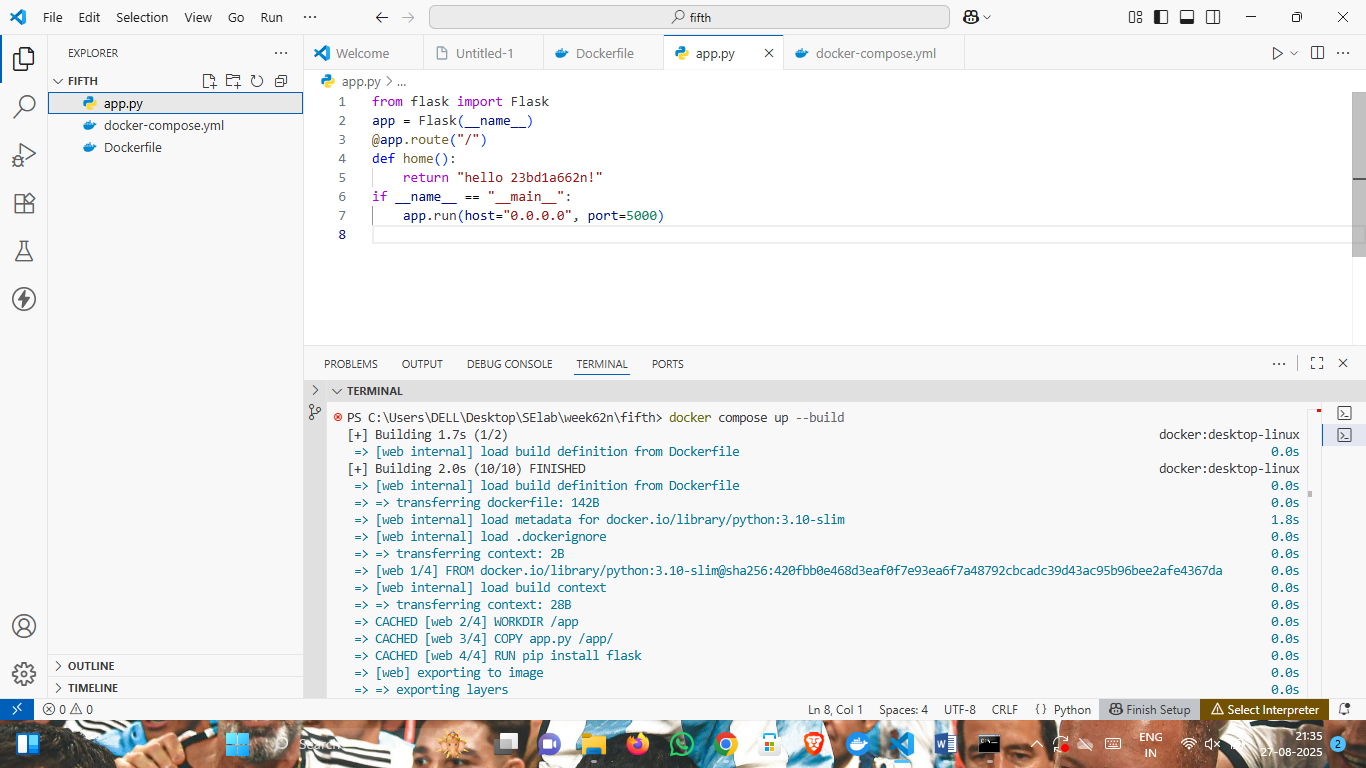 File Edit Selection View Go Run ··· fifth
EXPLORER
Welcome Untitled-1 Dockerfile app.py docker-compose.yml
FIFTH
app.py
docker-compose.yml
Dockerfile
OUTLINE
TIMELINE
app.py > ...
1 from flask import Flask
2 app = Flask(__name__)
3 @app.route("/")
4 def home():
5 return "hello 23bd1a662n!"
6 if __name__ == "__main__":
7 app.run(host="0.0.0.0", port=5000)
8
PROBLEMS OUTPUT DEBUG CONSOLE TERMINAL PORTS
TERMINAL
PS C:\Users\DELL\Desktop\SElab\week62n\fifth> docker compose up --build
[+] Building 1.7s (1/2) docker:desktop-linux
=> [web internal] load build definition from Dockerfile 0.0s
[+] Building 2.0s (10/10) FINISHED docker:desktop-linux
=> [web internal] load build definition from Dockerfile 0.0s
=> => transferring dockerfile: 142B 0.0s
=> [web internal] load metadata for docker.io/library/python:3.10-slim 1.8s
=> [web internal] load .dockerignore 0.0s
=> => transferring context: 2B 0.0s
=> [web 1/4] FROM docker.io/library/python:3.10-slim@sha256:420fbb0e468d3eaf0f7e93ea6f7a48792cbcadc39d43ac95b96bee2afe4367da 0.0s
=> [web internal] load build context 0.0s
=> => transferring context: 28B 0.0s
=> CACHED [web 2/4] WORKDIR /app 0.0s
=> CACHED [web 3/4] COPY app.py /app/ 0.0s
=> CACHED [web 4/4] RUN pip install flask 0.0s
=> [web] exporting to image 0.0s
=> => exporting layers 0.0s
0 0 Ln 8, Col 1 Spaces: 4 UTF-8 CRLF {} Python Finish Setup Select Interpreter
Search
ENG
IN
21:35
27-08-2025
2